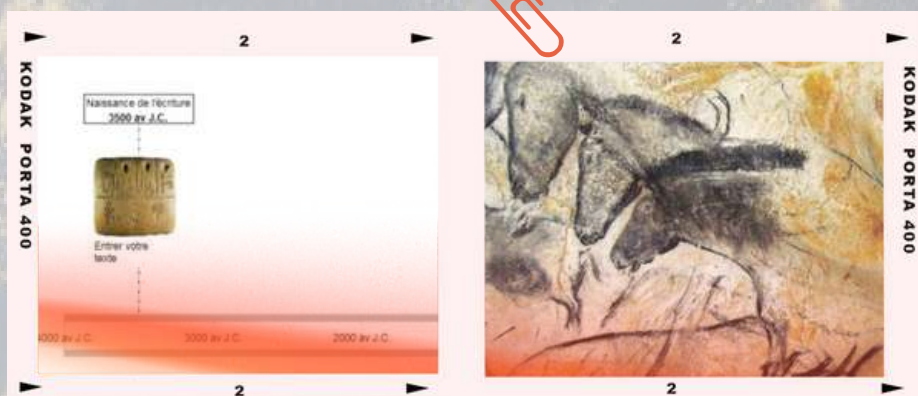 2
2
KODAK PORTA 400
Naissance de l'écriture
3500 av J.C.
Entrer votre
texte
4000 av J.C.
3000 av J.C.
2000 av J.C.
KODAK PORTA 400
2
2